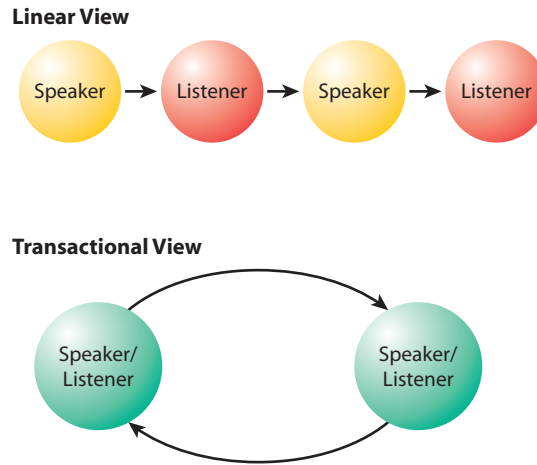 Linear View
Speaker
Listener
Speaker
Listener
Transactional View
Speaker/
Listener
Speaker/
Listener